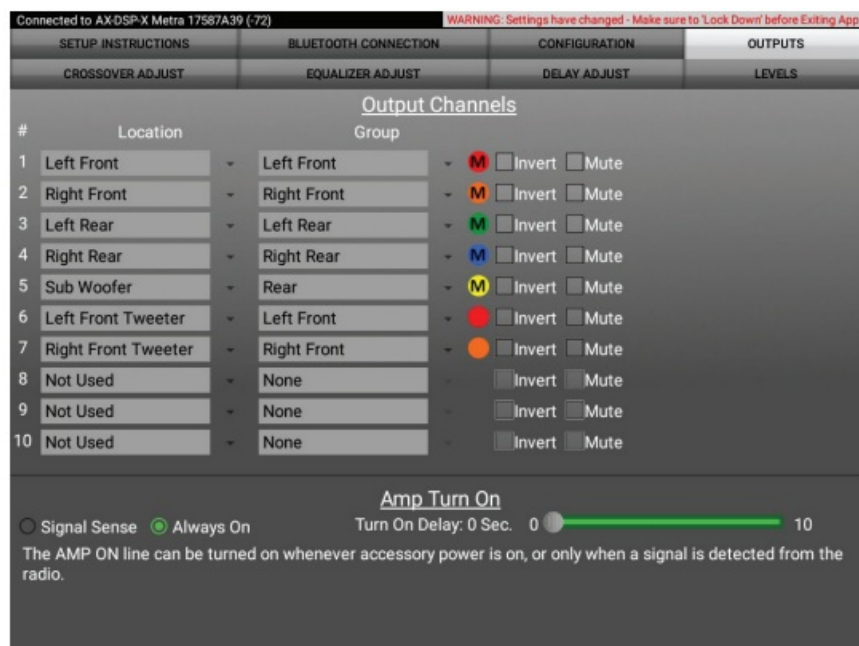 Connected to AX-DSP-X Metra 17587A39 (-72) WARNING: Settings have changed - Make sure to 'Lock Down' before Exiting App
SETUP INSTRUCTIONS BLUETOOTH CONNECTION CONFIGURATION OUTPUTS
CROSSOVER ADJUST EQUALIZER ADJUST DELAY ADJUST LEVELS
Output Channels
# Location Group
1 Left Front Left Front M Invert Mute
2 Right Front Right Front M Invert Mute
3 Left Rear Left Rear M Invert Mute
4 Right Rear Right Rear M Invert Mute
5 Sub Woofer Rear M Invert Mute
6 Left Front Tweeter Left Front Invert Mute
7 Right Front Tweeter Right Front Invert Mute
8 Not Used None Invert Mute
9 Not Used None Invert Mute
10 Not Used None Invert Mute
Amp Turn On
Signal Sense Always On Turn On Delay: 0 Sec. 0 10
The AMP ON line can be turned on whenever accessory power is on, or only when a signal is detected from the
radio.